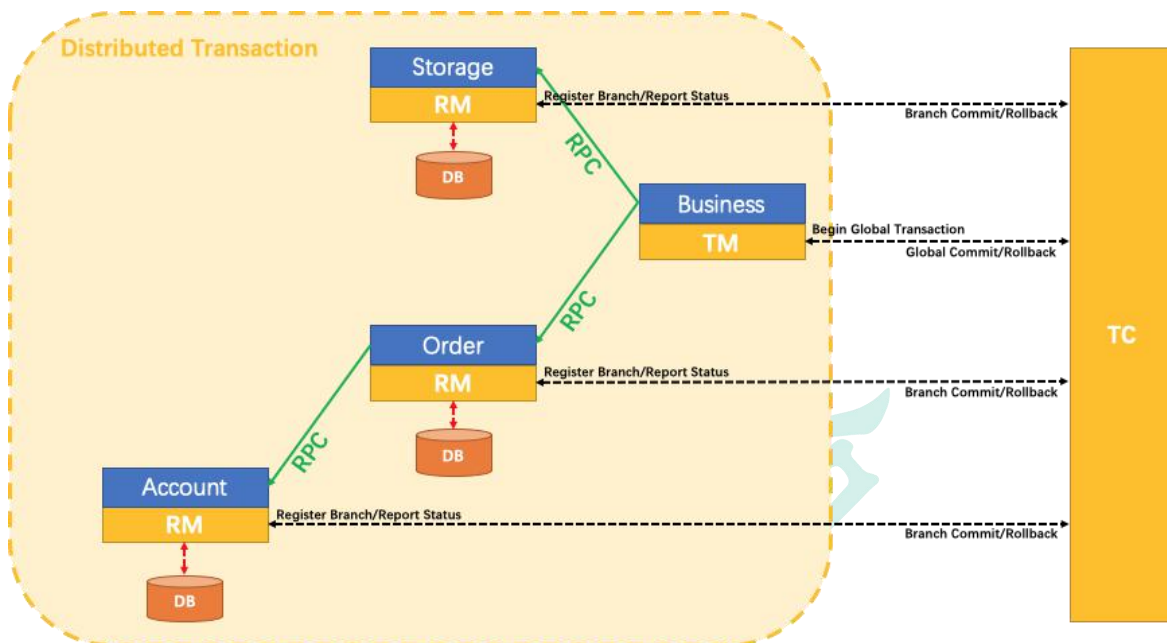 Distributed Transaction
Storage
RM
DB
Register Branch/Report Status
Branch Commit/Rollback
RPC
Business
TM
Begin Global Transaction
Global Commit/Rollback
RPC
Order
RM
DB
Register Branch/Report Status
Branch Commit/Rollback
TC
RPC
Account
RM
DB
Register Branch/Report Status
Branch Commit/Rollback